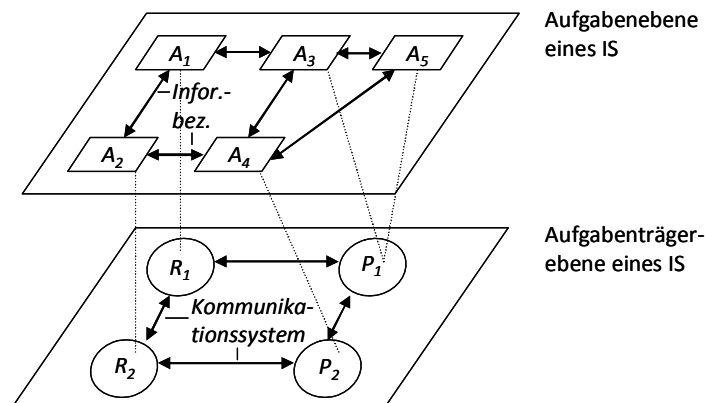 Aufgabenebene
eines IS
A1
A3
A5
Infor.-
bez.
A2
A4
Aufgabenträger-
ebene eines IS
R1
P1
Kommunika-
tionssystem
R2
P2